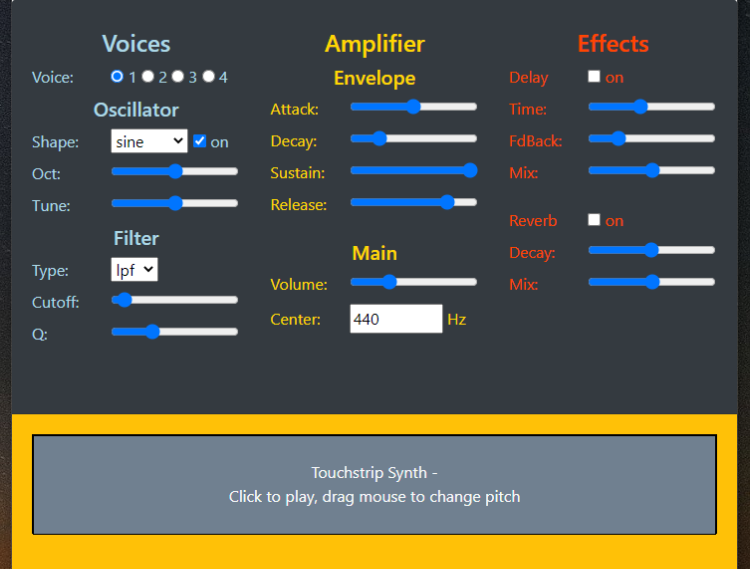 Voices
Voice: 1 2 3 4
Oscillator
Shape: sine on
Oct:
Tune:
Filter
Type: lpf
Cutoff:
Q:
Amplifier
Envelope
Attack:
Decay:
Sustain:
Release:
Main
Volume:
Center: 440 Hz
Effects
Delay on
Time:
FdBack:
Mix:
Reverb on
Decay:
Mix:
Touchstrip Synth -
Click to play, drag mouse to change pitch